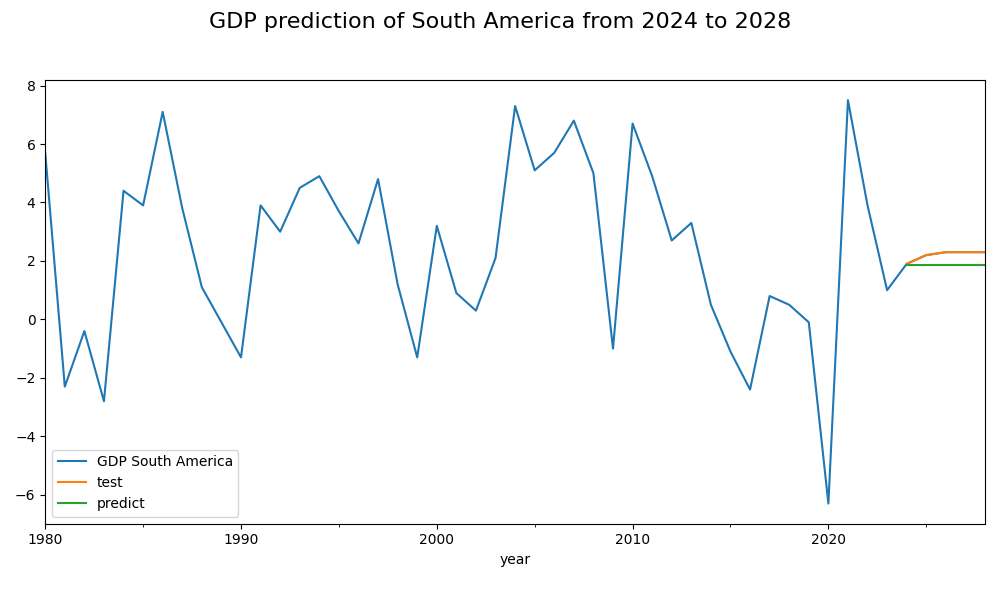 GDP prediction of South America from 2024 to 2028
8
6
4
2
0
−2
−4
−6
GDP South America
test
predict
1980 1990 2000 2010 2020
year